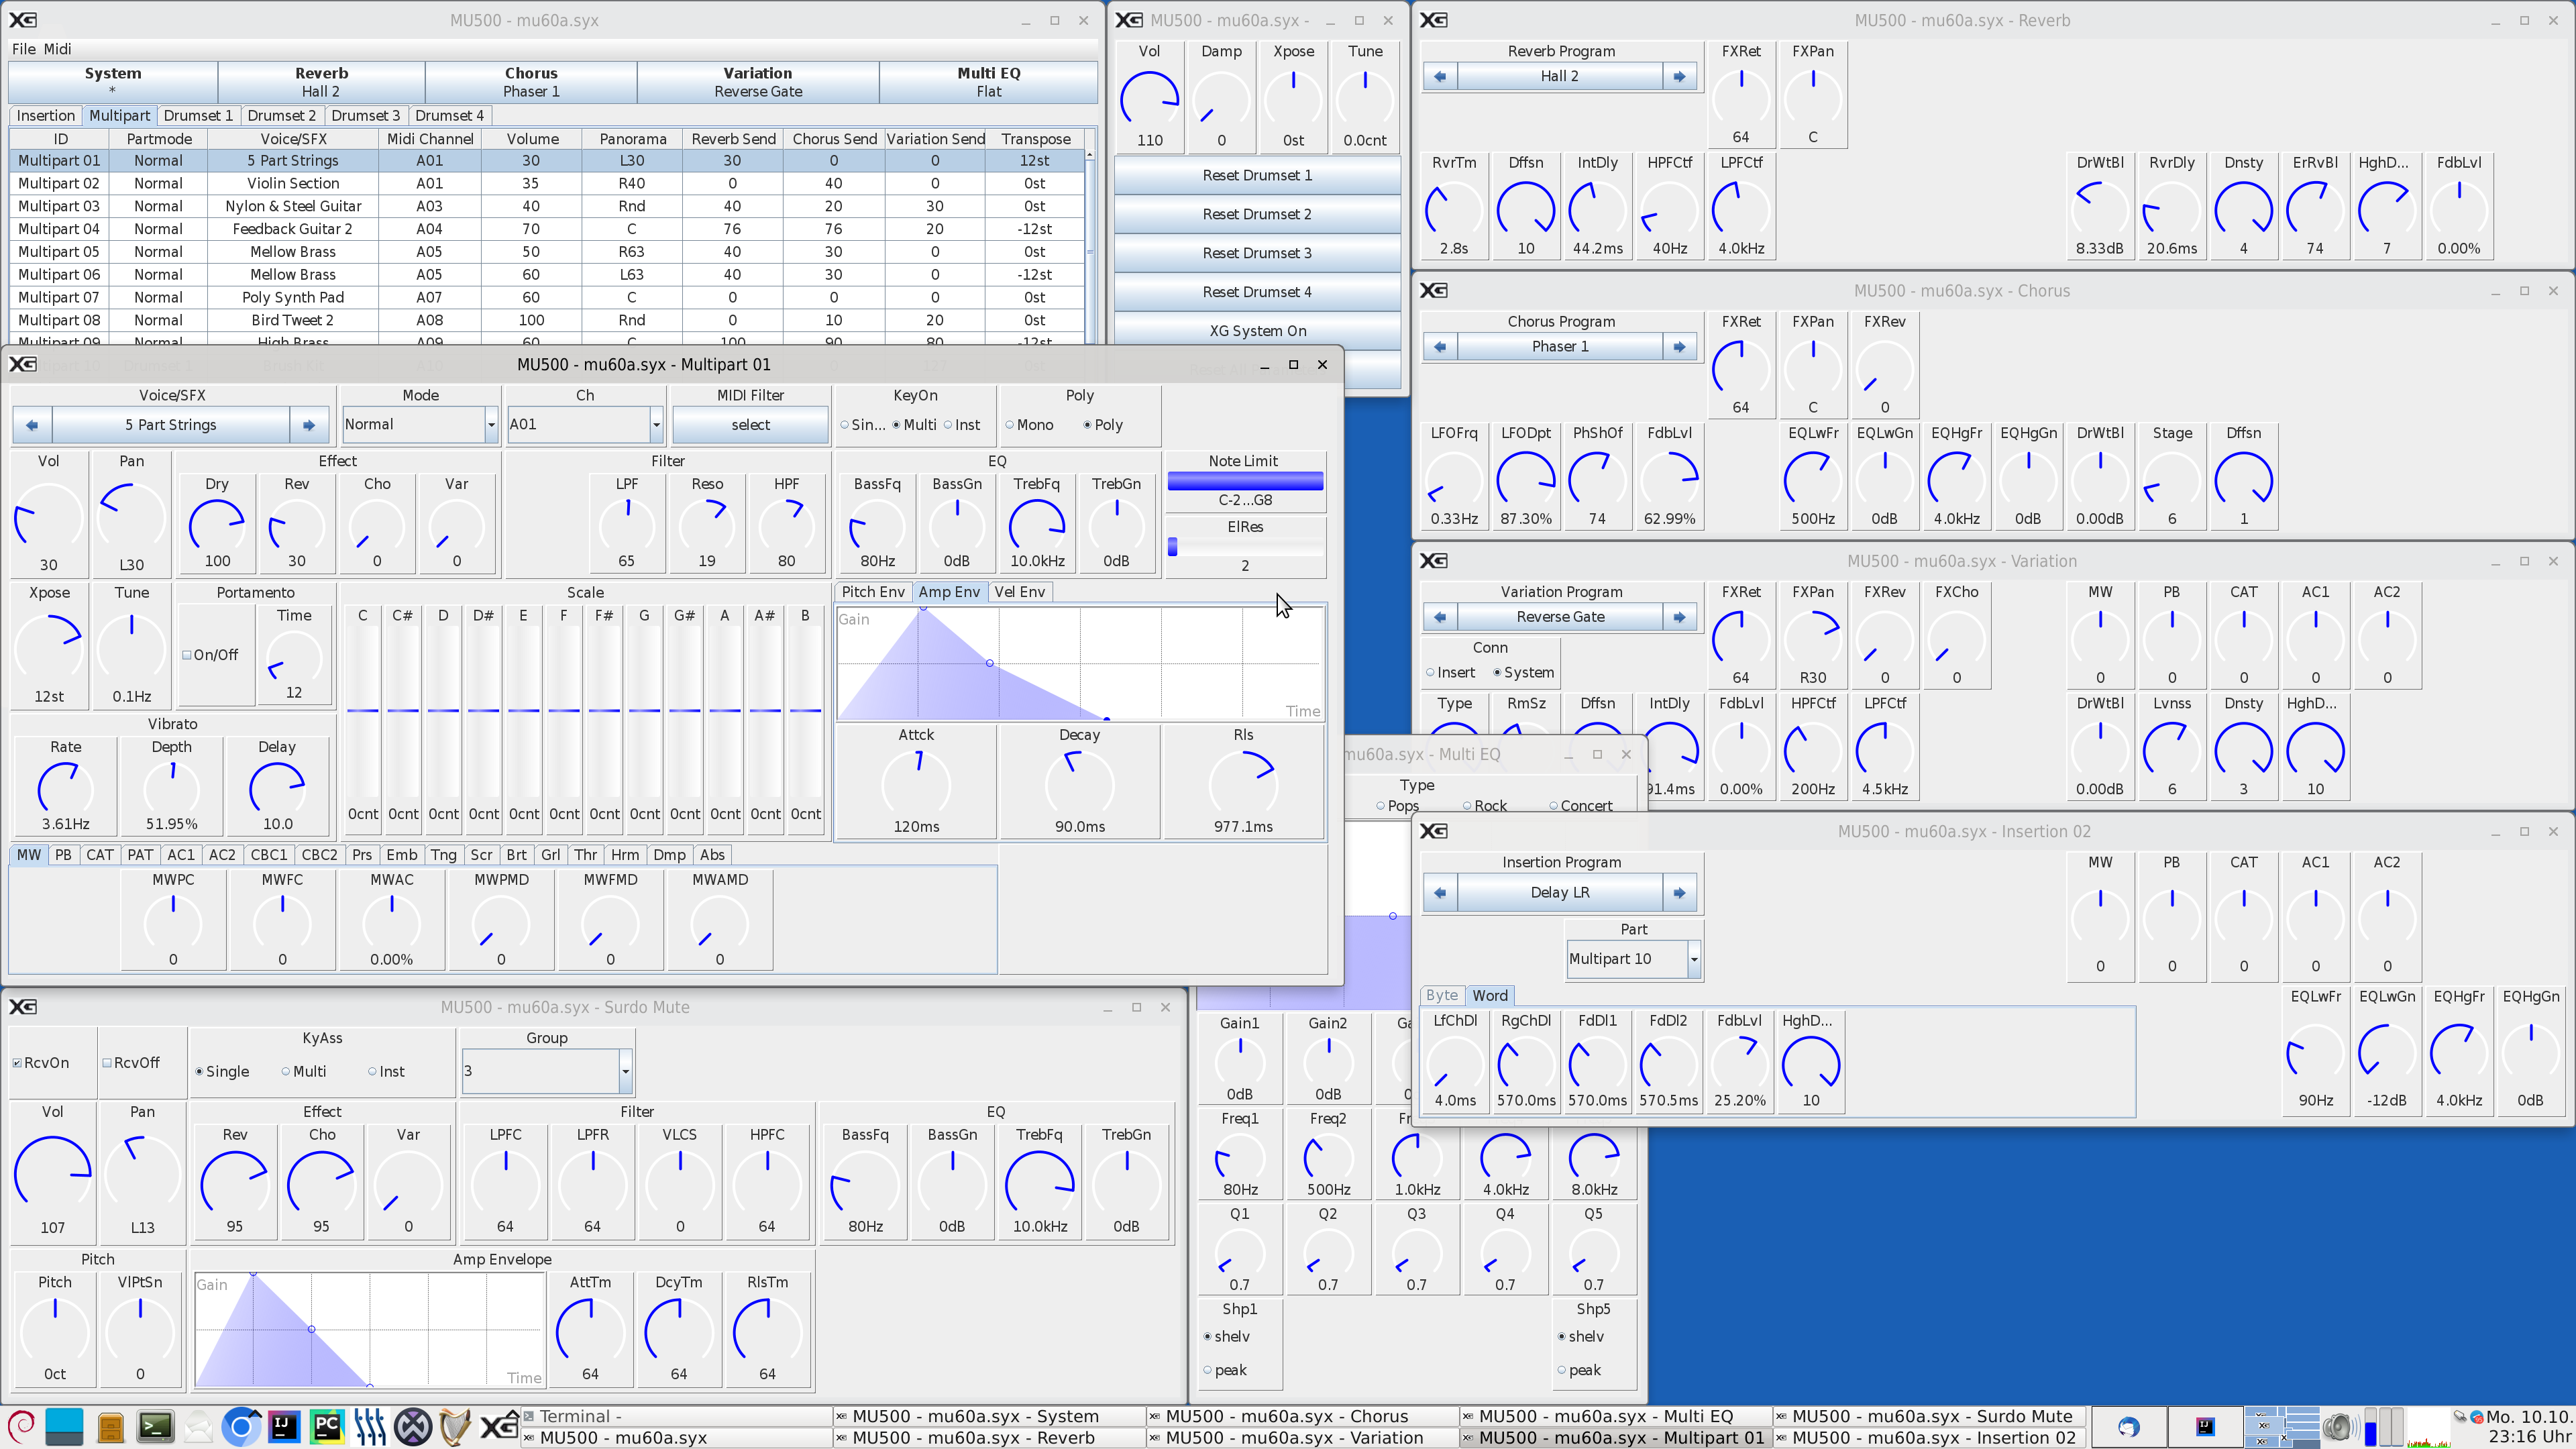 XG MU500 - mu60a.syx
File Midi
System Reverb Chorus Variation Multi EQ
* Hall 2 Phaser 1 Reverse Gate Flat
Insertion Multipart Drumset 1 Drumset 2 Drumset 3 Drumset 4
ID Partmode Voice/SFX Midi Channel Volume Panorama Reverb Send Chorus Send Variation Send Transpose
Multipart 01 Normal 5 Part Strings A01 30 L30 30 0 0 12st
Multipart 02 Normal Violin Section A01 35 R40 0 40 0 0st
Multipart 03 Normal Nylon & Steel Guitar A03 40 Rnd 40 20 30 0st
Multipart 04 Normal Feedback Guitar 2 A04 70 C 76 76 20 -12st
Multipart 05 Normal Mellow Brass A05 50 R63 40 30 0 0st
Multipart 06 Normal Mellow Brass A05 60 L63 40 30 0 -12st
Multipart 07 Normal Poly Synth Pad A07 60 C 0 0 0 0st
Multipart 08 Normal Bird Tweet 2 A08 100 Rnd 0 10 20 0st
Multipart 09 Normal High Brass A09 60 C 100 90 80 -12st
XG MU500 - mu60a.syx -
Vol Damp Xpose Tune
110 0 0st 0.0cnt
Reset Drumset 1
Reset Drumset 2
Reset Drumset 3
Reset Drumset 4
XG System On
XG MU500 - mu60a.syx - Reverb
Reverb Program FXRet FXPan
Hall 2
64 C
RvrTm Dffsn IntDly HPFCtf LPFCtf DrWtBl RvrDly Dnsty ErRvBl HghD... FdbLvl
2.8s 10 44.2ms 40Hz 4.0kHz 8.33dB 20.6ms 4 74 7 0.00%
XG MU500 - mu60a.syx - Chorus
Chorus Program FXRet FXPan FXRev
Phaser 1
64 C 0
LFOFrq LFODpt PhShOf FdbLvl EQLwFr EQLwGn EQHgFr EQHgGn DrWtBl Stage Dffsn
0.33Hz 87.30% 74 62.99% 500Hz 0dB 4.0kHz 0dB 0.00dB 6 1
XG MU500 - mu60a.syx - Variation
Variation Program FXRet FXPan FXRev FXCho MW PB CAT AC1 AC2
Reverse Gate
Conn
Insert System 64 R30 0 0 0 0 0 0 0
Type RmSz Dffsn IntDly FdbLvl HPFCtf LPFCtf DrWtBl Lvnss Dnsty HghD...
91.4ms 0.00% 200Hz 4.5kHz 0.00dB 6 3 10
XG MU500 - mu60a.syx - Multipart 01
Voice/SFX Mode Ch MIDI Filter KeyOn Poly
5 Part Strings Normal A01 select Sin... Multi Inst Mono Poly
Vol Pan Effect Filter EQ Note Limit
Dry Rev Cho Var LPF Reso HPF BassFq BassGn TrebFq TrebGn
C-2...G8
ElRes
30 L30 100 30 0 0 65 19 80 80Hz 0dB 10.0kHz 0dB 2
Xpose Tune Portamento Scale Pitch Env Amp Env Vel Env
Time C C# D D# E F F# G G# A A# B Gain
On/Off
12st 0.1Hz 12
Time
Vibrato
Rate Depth Delay Attck Decay Rls
3.61Hz 51.95% 10.0 0cnt 0cnt 0cnt 0cnt 0cnt 0cnt 0cnt 0cnt 0cnt 0cnt 0cnt 0cnt 120ms 90.0ms 977.1ms
MW PB CAT PAT AC1 AC2 CBC1 CBC2 Prs Emb Tng Scr Brt Grl Thr Hrm Dmp Abs
MWPC MWFC MWAC MWPMD MWFMD MWAMD
0 0 0.00% 0 0 0
mu60a.syx - Multi EQ
Type
Pops Rock Concert
Gain1 Gain2 Ga
0dB 0dB
Freq1 Freq2 Fr
80Hz 500Hz 1.0kHz 4.0kHz 8.0kHz
Q1 Q2 Q3 Q4 Q5
0.7 0.7 0.7 0.7 0.7
Shp1 Shp5
shelv shelv
peak peak
XG MU500 - mu60a.syx - Insertion 02
Insertion Program MW PB CAT AC1 AC2
Delay LR
Part
Multipart 10 0 0 0 0 0
Byte Word EQLwFr EQLwGn EQHgFr EQHgGn
LfChDl RgChDl FdDl1 FdDl2 FdbLvl HghD...
4.0ms 570.0ms 570.0ms 570.5ms 25.20% 10 90Hz -12dB 4.0kHz 0dB
XG MU500 - mu60a.syx - Surdo Mute
KyAss Group
RcvOn RcvOff Single Multi Inst 3
Vol Pan Effect Filter EQ
Rev Cho Var LPFC LPFR VLCS HPFC BassFq BassGn TrebFq TrebGn
107 L13 95 95 0 64 64 0 64 80Hz 0dB 10.0kHz 0dB
Pitch Amp Envelope
Pitch VlPtSn Gain AttTm DcyTm RlsTm
0ct 0 Time 64 64 64
Terminal - MU500 - mu60a.syx - System MU500 - mu60a.syx - Chorus MU500 - mu60a.syx - Multi EQ MU500 - mu60a.syx - Surdo Mute Mo. 10.10.
MU500 - mu60a.syx MU500 - mu60a.syx - Reverb MU500 - mu60a.syx - Variation MU500 - mu60a.syx - Multipart 01 MU500 - mu60a.syx - Insertion 02 23:16 Uhr